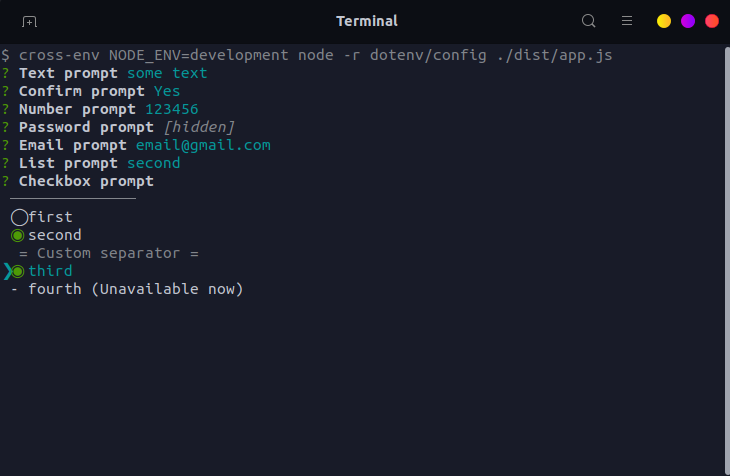 Terminal
$ cross-env NODE_ENV=development node -r dotenv/config ./dist/app.js
? Text prompt some text
? Confirm prompt Yes
? Number prompt 123456
? Password prompt [hidden]
? Email prompt email@gmail.com
? List prompt second
? Checkbox prompt
──────────────
◯first
◉ second
= Custom separator =
❯◉ third
- fourth (Unavailable now)